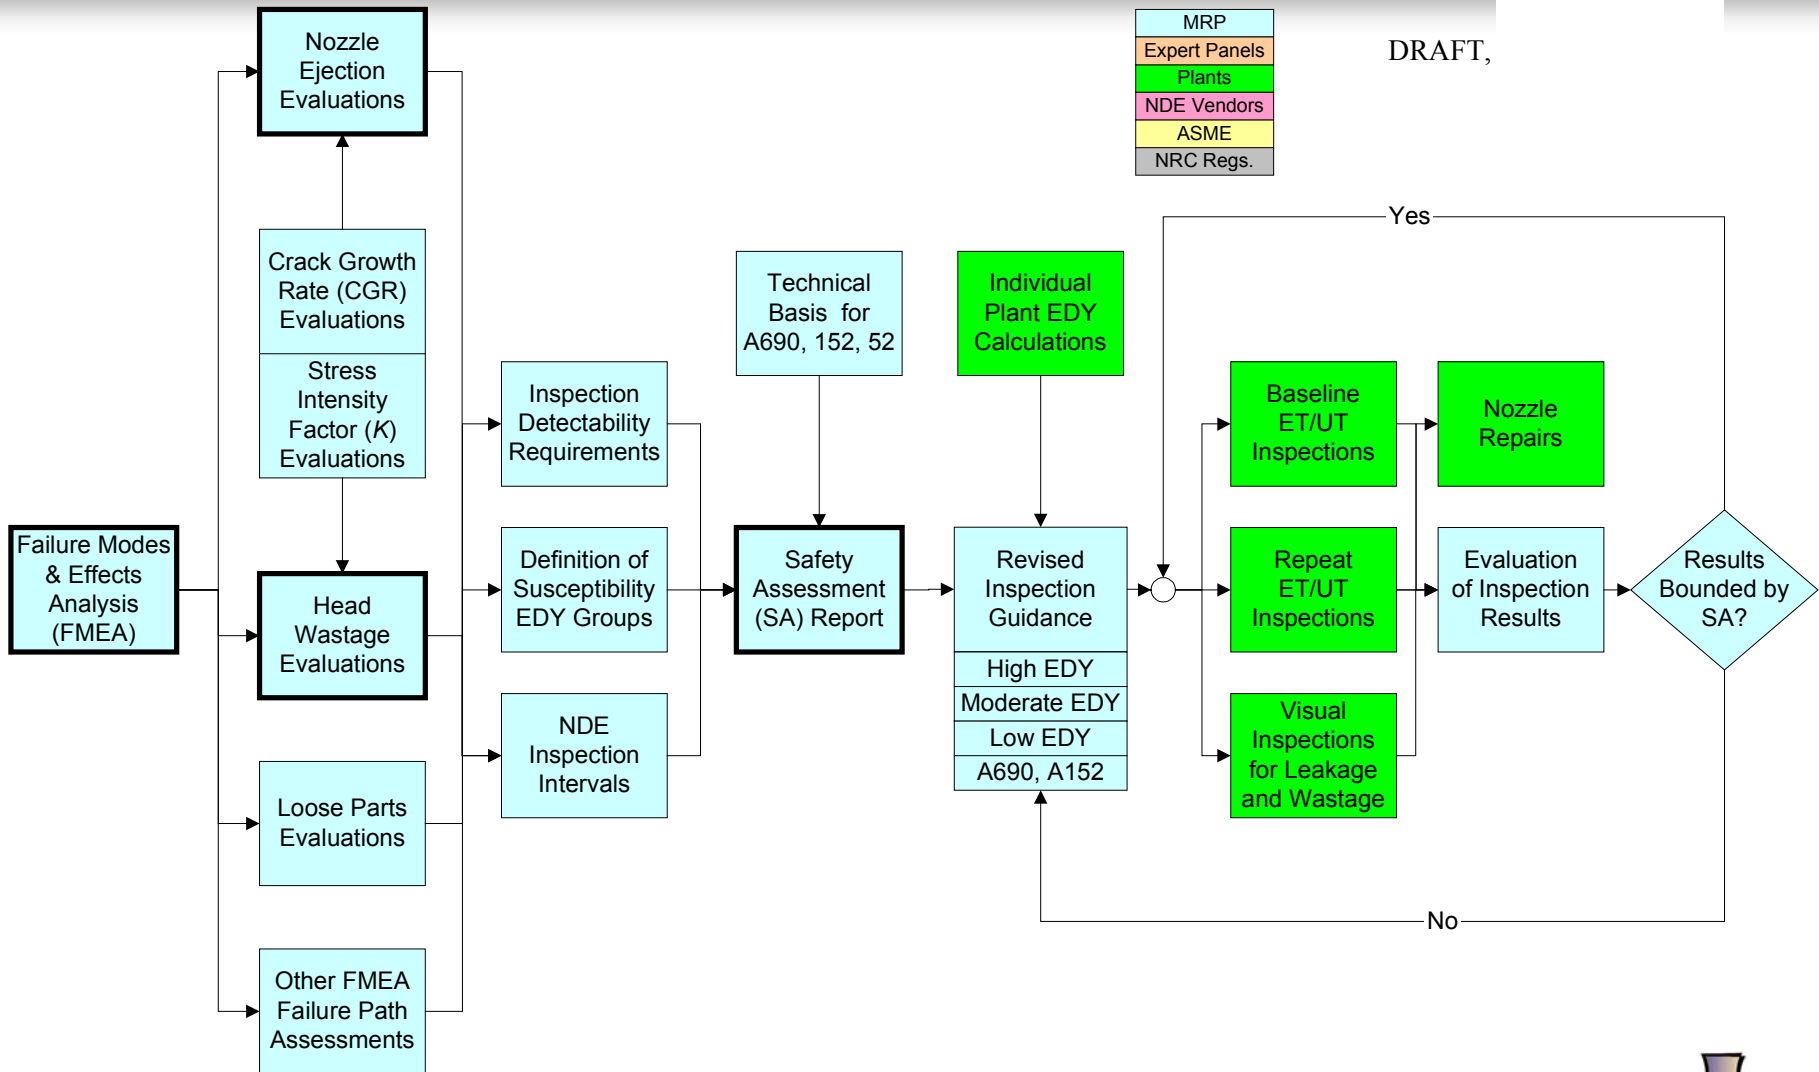 MRP
Expert Panels
Plants
NDE Vendors
ASME
NRC Regs.
DRAFT,
Nozzle
Ejection
Evaluations
Crack Growth
Rate (CGR)
Evaluations
Stress
Intensity
Factor (K)
Evaluations
Failure Modes
& Effects
Analysis
(FMEA)
Head
Wastage
Evaluations
Loose Parts
Evaluations
Other FMEA
Failure Path
Assessments
Inspection
Detectability
Requirements
Definition of
Susceptibility
EDY Groups
NDE
Inspection
Intervals
Technical
Basis for
A690, 152, 52
Safety
Assessment
(SA) Report
Individual
Plant EDY
Calculations
Revised
Inspection
Guidance
High EDY
Moderate EDY
Low EDY
A690, A152
Baseline
ET/UT
Inspections
Repeat
ET/UT
Inspections
Visual
Inspections
for Leakage
and Wastage
Nozzle
Repairs
Evaluation
of Inspection
Results
Results
Bounded by
SA?
Yes
No